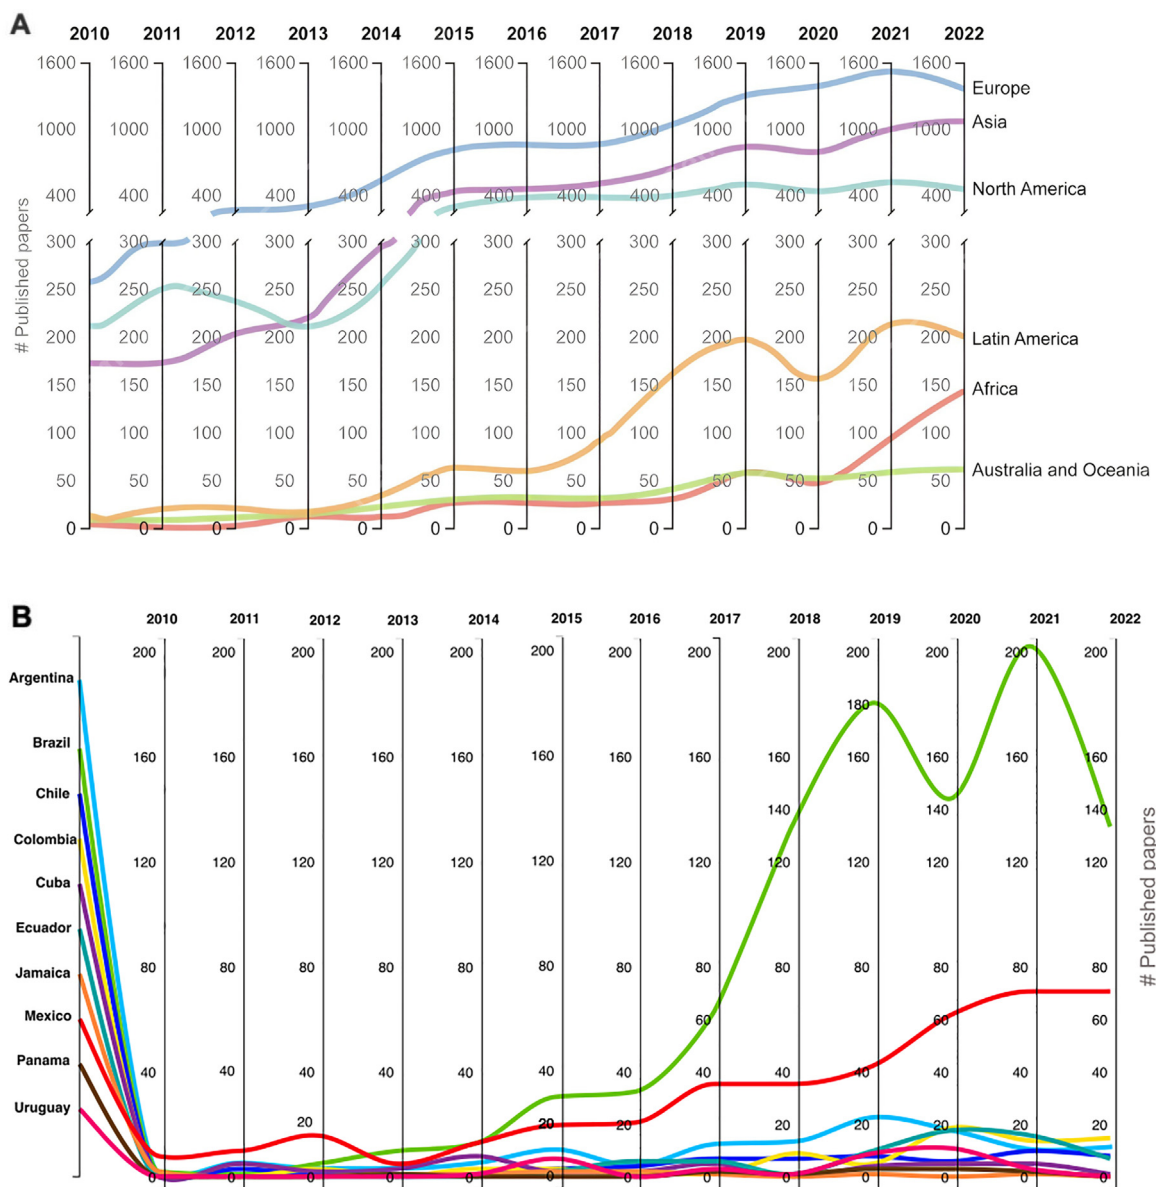 A
2010 2011 2012 2013 2014 2015 2016 2017 2018 2019 2020 2021 2022
1600 1600 1600 1600 1600 1600 1600 1600 1600 1600 1600 1600 1600
Europe
Asia
1000 1000 1000 1000 1000 1000 1000 1000 1000 1000 1000 1000 1000
North America
400 400 400 400 400 400 400 400 400 400 400 400 400
# Published papers
300 300 300 300 300 300 300 300 300 300 300 300 300
250 250 250 250 250 250 250 250 250 250 250 250 250
200 200 200 200 200 200 200 200 200 200 200 200 200
Latin America
150 150 150 150 150 150 150 150 150 150 150 150 150
Africa
100 100 100 100 100 100 100 100 100 100 100 100 100
Australia and Oceania
50 50 50 50 50 50 50 50 50 50 50 50 50
0 0 0 0 0 0 0 0 0 0 0 0 0
B
2010 2011 2012 2013 2014 2015 2016 2017 2018 2019 2020 2021 2022
200 200 200 200 200 200 200 200 200 200 200 200 200
Argentina
180
Brazil
160 160 160 160 160 160 160 160 160 160 160 160
Chile
140 140
Colombia
120 120 120 120 120 120 120 120 120 120 120 120 120
Cuba
Ecuador
Jamaica
80 80 80 80 80 80 80 80 80 80 80 80 80
Mexico
60 60 60
Panama
40 40 40 40 40 40 40 40 40 40 40 40 40
Uruguay
20 20 20 20 20 20 20 20
0 0 0 0 0 0 0 0 0 0 0 0 0
# Published papers